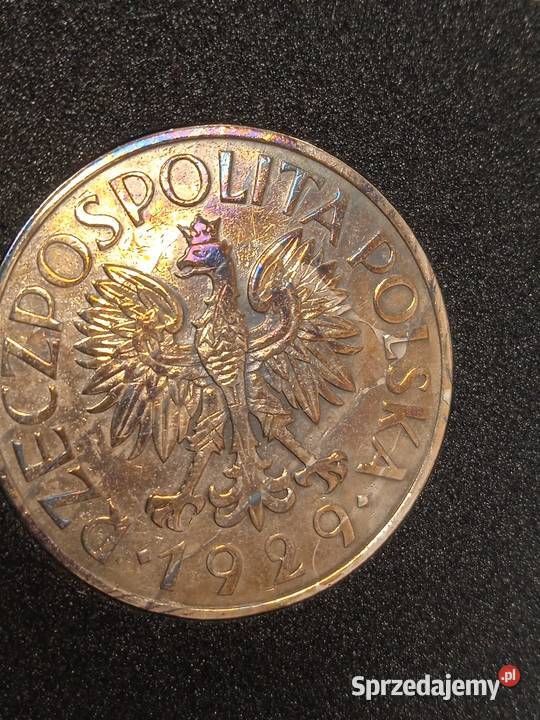 RZECZPOSPOLITA POLSKA
· 1929 ·
Sprzedajemy.pl